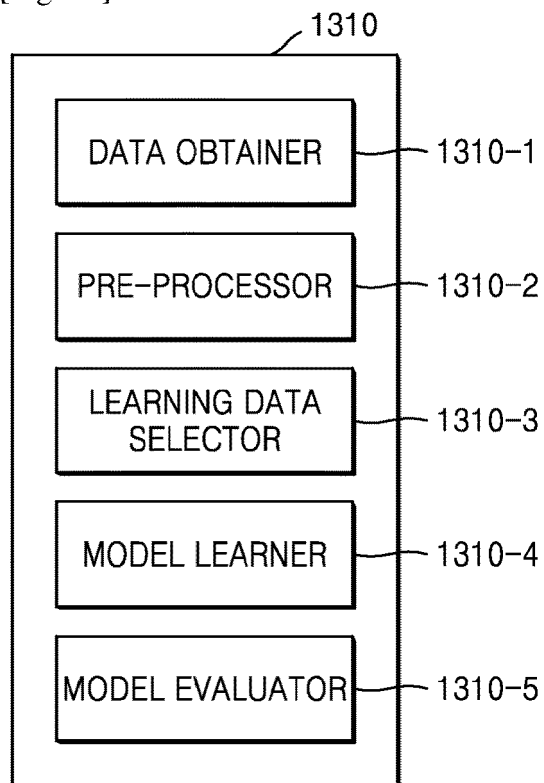 1310
DATA OBTAINER
1310-1
PRE-PROCESSOR
1310-2
LEARNING DATA
SELECTOR
1310-3
MODEL LEARNER
1310-4
MODEL EVALUATOR
1310-5